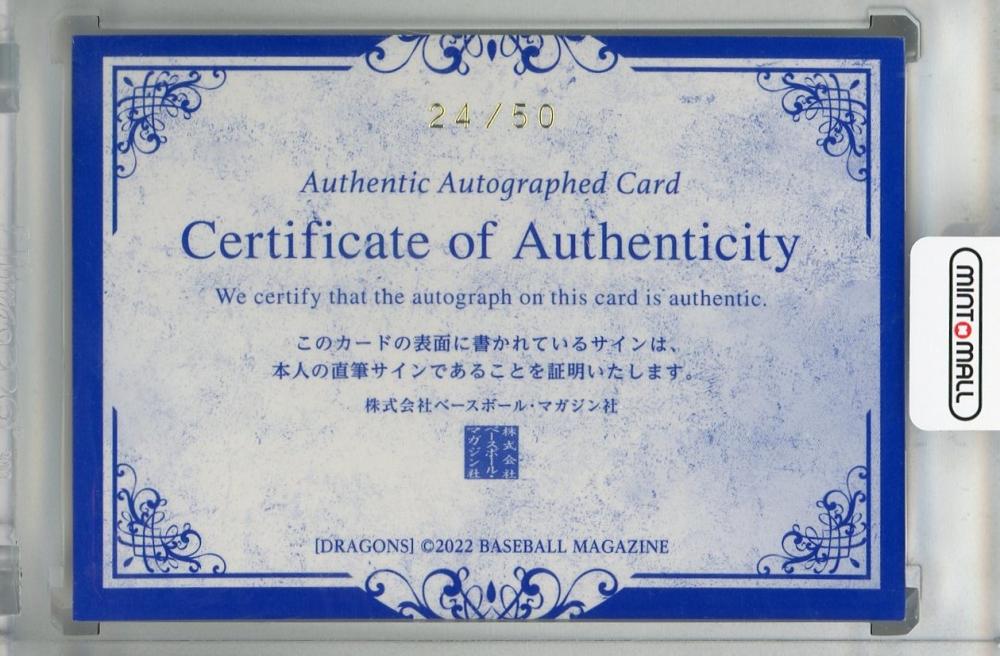 24/50
Authentic Autographed Card
Certificate of Authenticity
We certify that the autograph on this card is authentic.
このカードの表面に書かれているサインは、
本人の直筆サインであることを証明いたします。
株式会社ベースボール・マガジン社
株式会社
ベースボール・
マガジン社
[DRAGONS] ©2022 BASEBALL MAGAZINE
MINT MALL